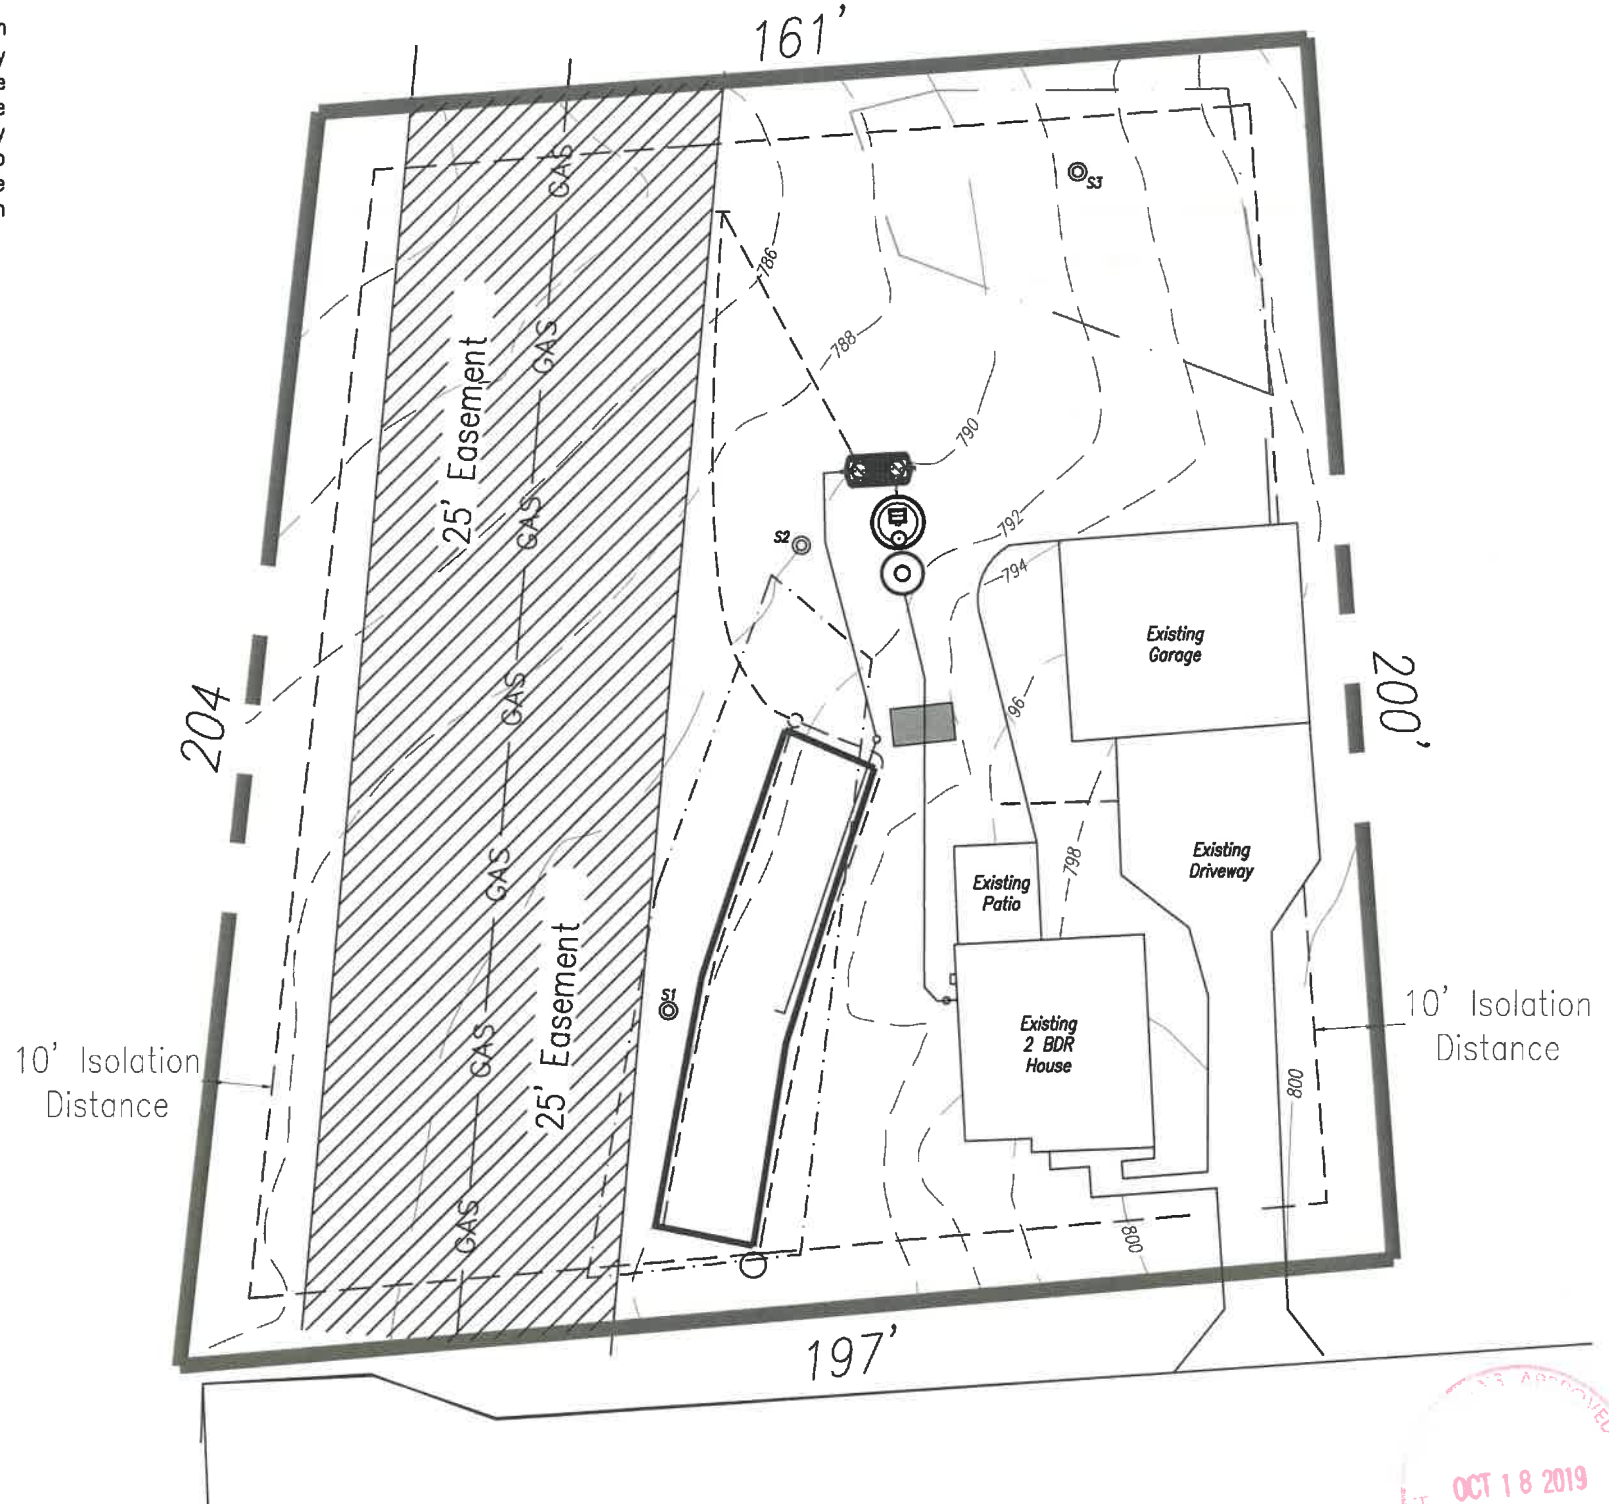 161'
GAS
S3
786
25' Easement
GAS
788
GAS
790
GAS
S2
792
794
Existing
Garage
GAS
204
200'
96
GAS
798
Existing
Patio
Existing
Driveway
25' Easement
S1
GAS
10' Isolation
Distance
Existing
2 BDR
House
10' Isolation
Distance
800
GAS
800
197'
APPROVED
OCT 18 2019